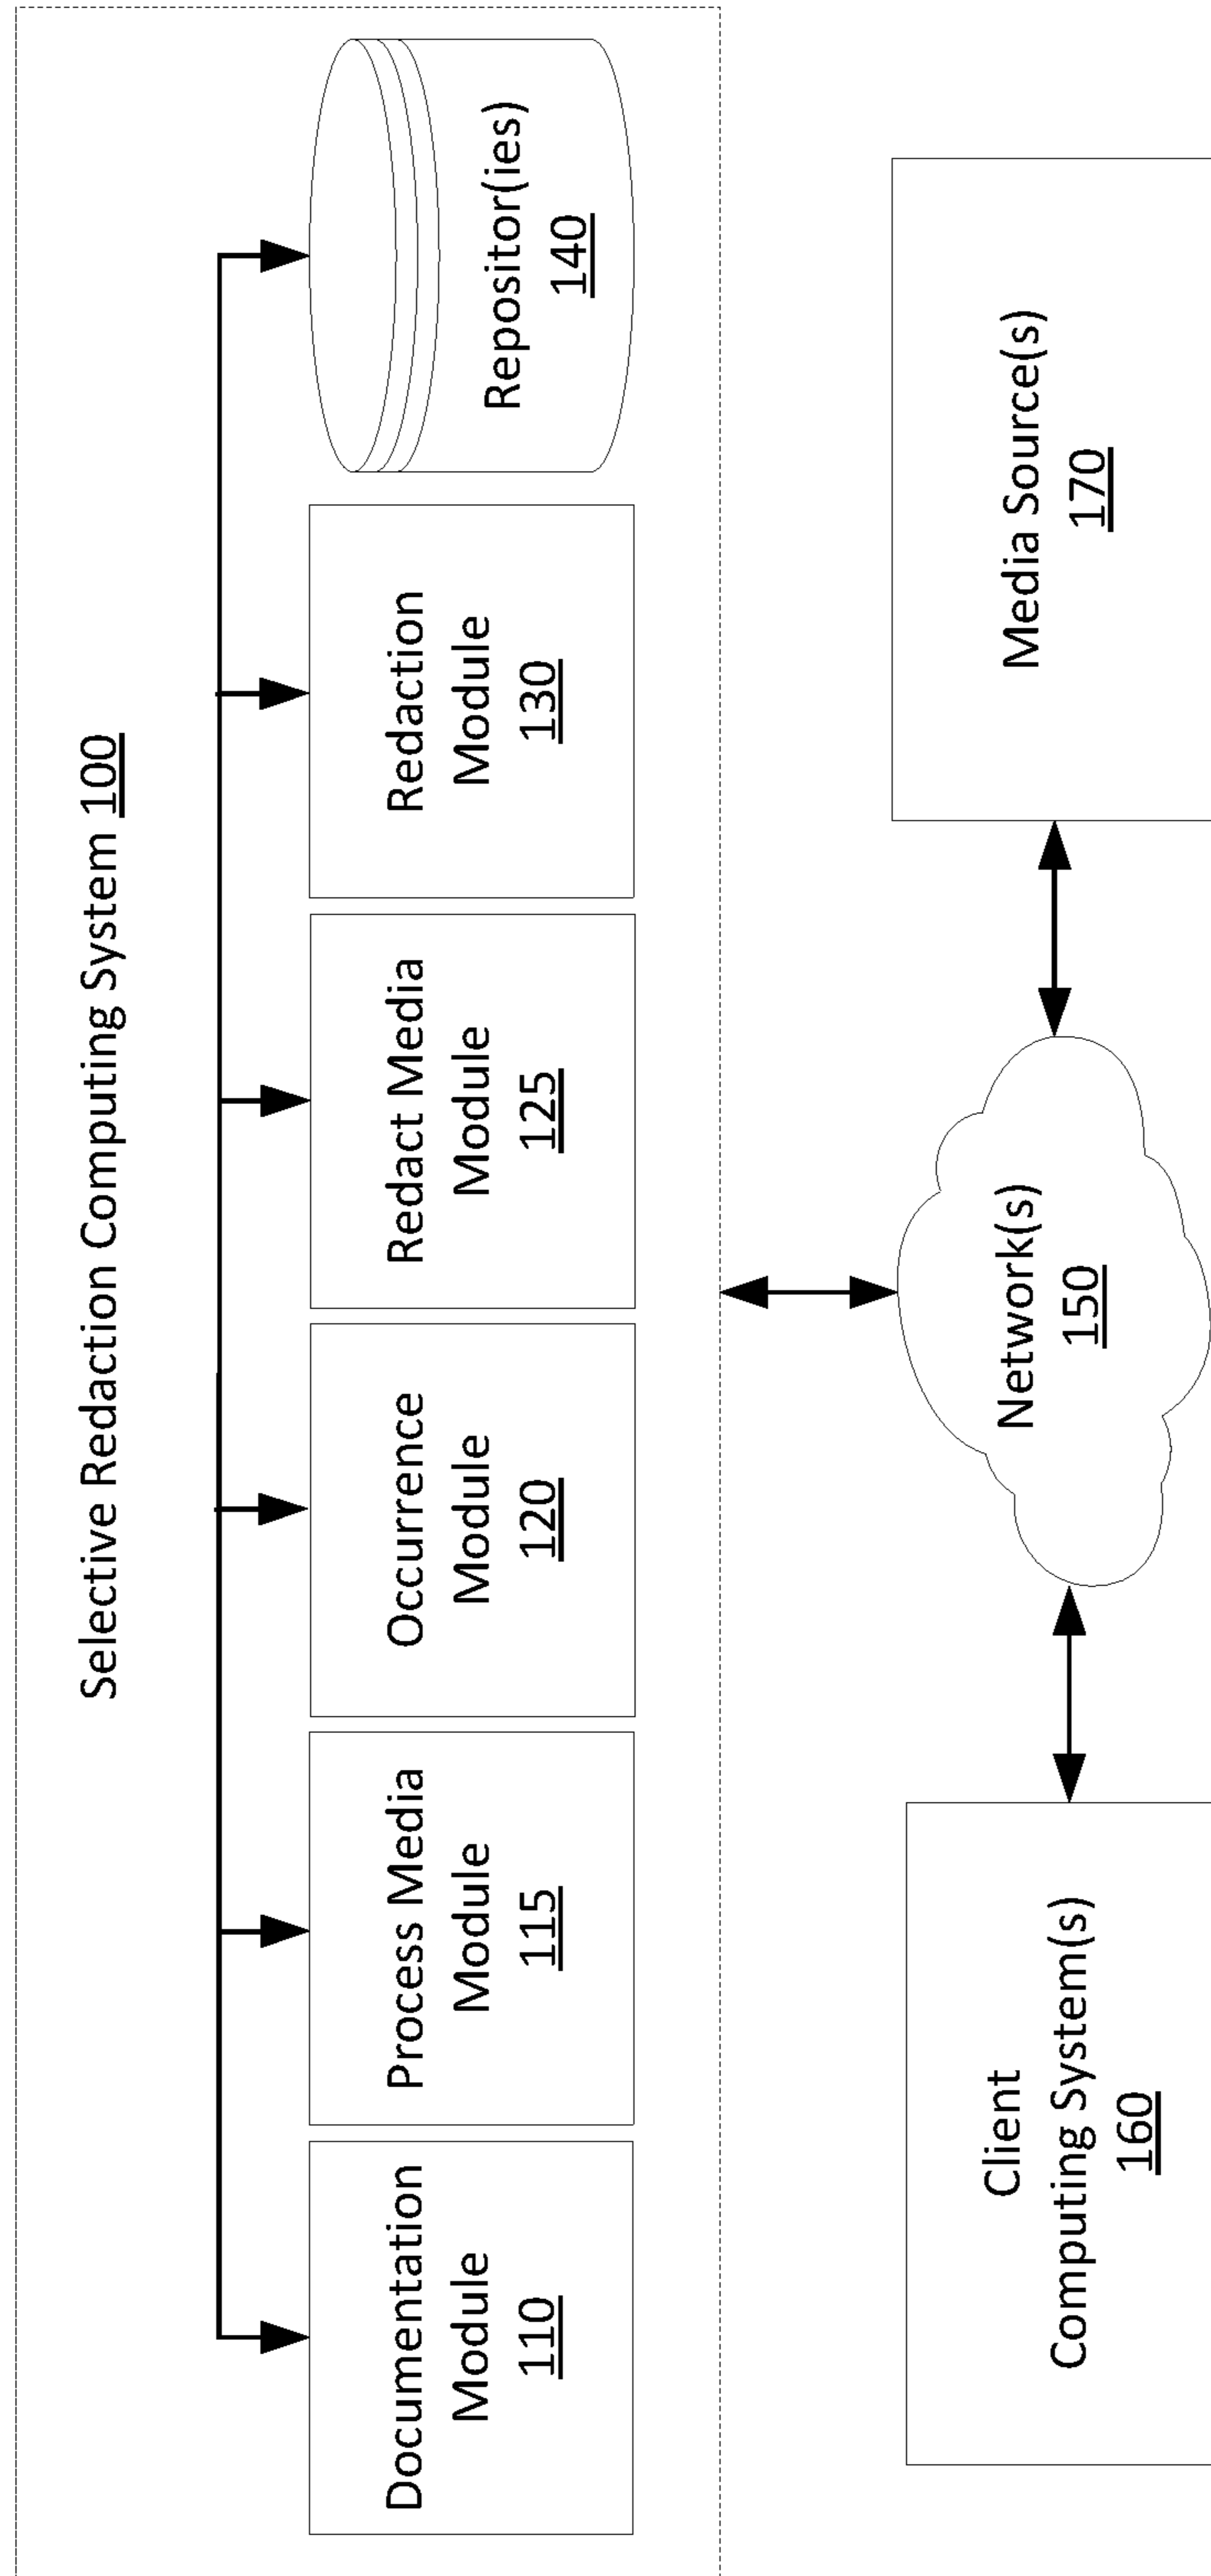 Selective Redaction Computing System 100
Documentation
Module
110
Process Media
Module
115
Occurrence
Module
120
Redact Media
Module
125
Redaction
Module
130
Repositor(ies)
140
Client
Computing System(s)
160
Network(s)
150
Media Source(s)
170